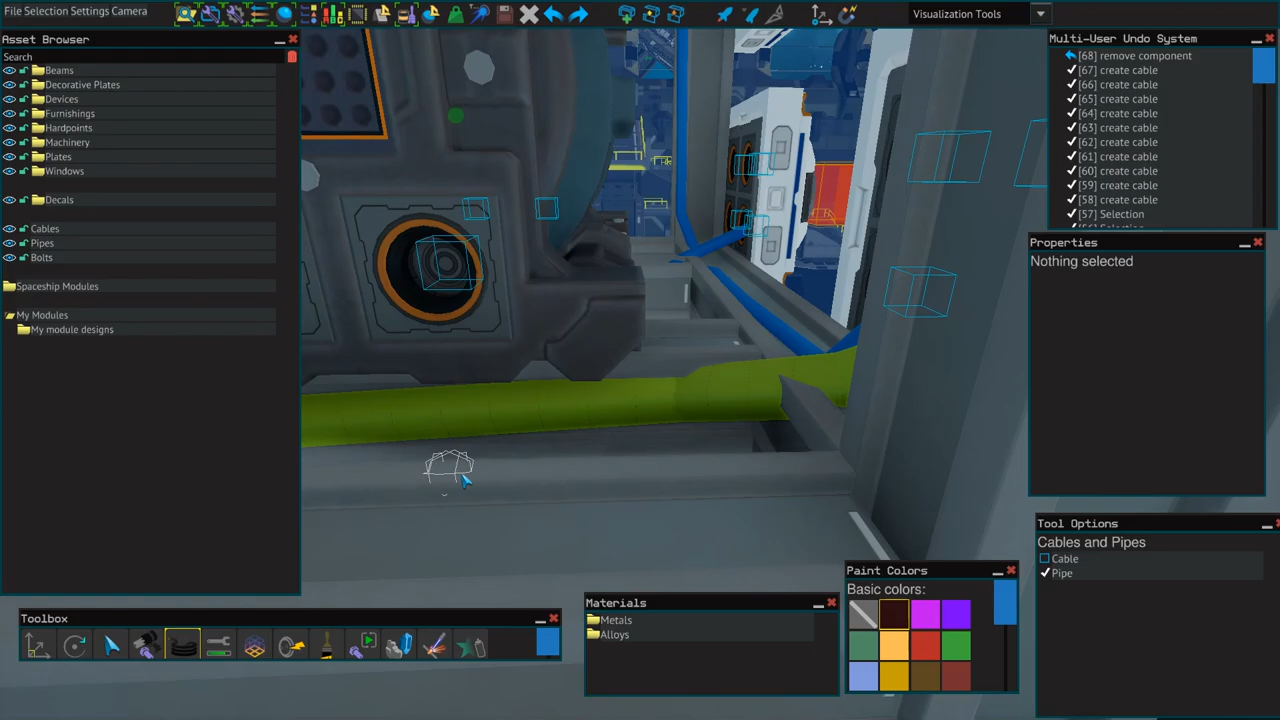 File Selection Settings Camera
Visualization Tools
Asset Browser
Search
Beams
Decorative Plates
Devices
Furnishings
Hardpoints
Machinery
Plates
Windows
Decals
Cables
Pipes
Bolts
Spaceship Modules
My Modules
My module designs
Multi-User Undo System
[68] remove component
[67] create cable
[66] create cable
[65] create cable
[64] create cable
[63] create cable
[62] create cable
[61] create cable
[60] create cable
[59] create cable
[58] create cable
[57] Selection
Properties
Nothing selected
Tool Options
Cables and Pipes
Cable
Pipe
Paint Colors
Basic colors:
Materials
Metals
Alloys
Toolbox